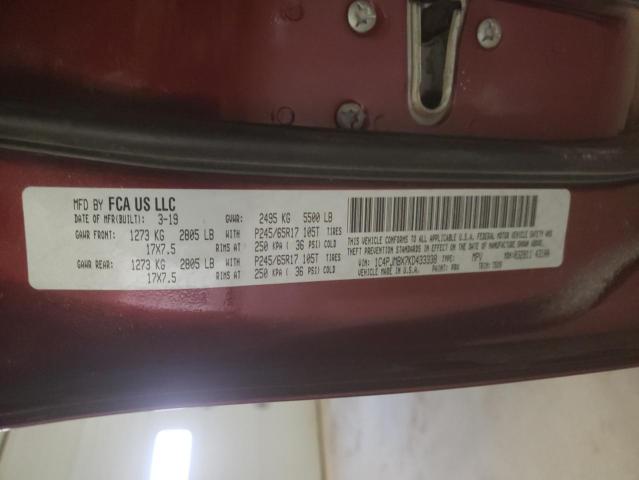 MFD BY FCA US LLC
DATE OF MFR(BUILT): 3-19 GVWR: 2495 KG 5500 LB
GAWR FRONT: 1273 KG 2805 LB WITH P245/65R17 105T TIRES
17X7.5 RIMS AT 250 KPA( 36 PSI) COLD
GAWR REAR: 1273 KG 2805 LB WITH P245/65R17 105T TIRES
17X7.5 RIMS AT 250 KPA( 36 PSI) COLD
THIS VEHICLE CONFORMS TO ALL APPLICABLE U.S.A. FEDERAL MOTOR VEHICLE SAFETY AND
THEFT PREVENTION STANDARDS IN EFFECT ON THE DATE OF MANUFACTURE SHOWN ABOVE.
VIN: 1C4PJMBX7KD433338 TYPE: MPV
MADE IN U.S.A. PAINT: TRIM: